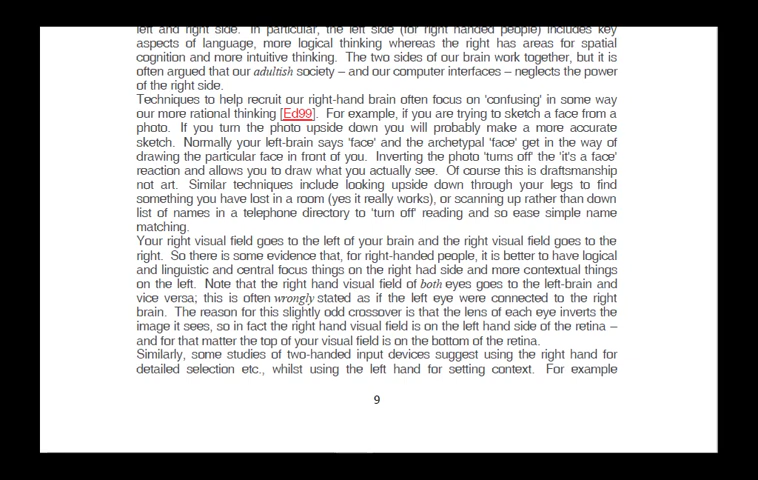 left and right side. In particular, the left side (for right handed people) includes key
aspects of language, more logical thinking whereas the right has areas for spatial
cognition and more intuitive thinking. The two sides of our brain work together, but it is
often argued that our adultish society – and our computer interfaces – neglects the power
of the right side.
Techniques to help recruit our right-hand brain often focus on 'confusing' in some way
our more rational thinking [Ed99]. For example, if you are trying to sketch a face from a
photo. If you turn the photo upside down you will probably make a more accurate
sketch. Normally your left-brain says 'face' and the archetypal 'face' get in the way of
drawing the particular face in front of you. Inverting the photo 'turns off' the 'it's a face'
reaction and allows you to draw what you actually see. Of course this is draftsmanship
not art. Similar techniques include looking upside down through your legs to find
something you have lost in a room (yes it really works), or scanning up rather than down
list of names in a telephone directory to 'turn off' reading and so ease simple name
matching.
Your right visual field goes to the left of your brain and the right visual field goes to the
right. So there is some evidence that, for right-handed people, it is better to have logical
and linguistic and central focus things on the right had side and more contextual things
on the left. Note that the right hand visual field of both eyes goes to the left-brain and
vice versa; this is often wrongly stated as if the left eye were connected to the right
brain. The reason for this slightly odd crossover is that the lens of each eye inverts the
image it sees, so in fact the right hand visual field is on the left hand side of the retina –
and for that matter the top of your visual field is on the bottom of the retina.
Similarly, some studies of two-handed input devices suggest using the right hand for
detailed selection etc., whilst using the left hand for setting context. For example
9